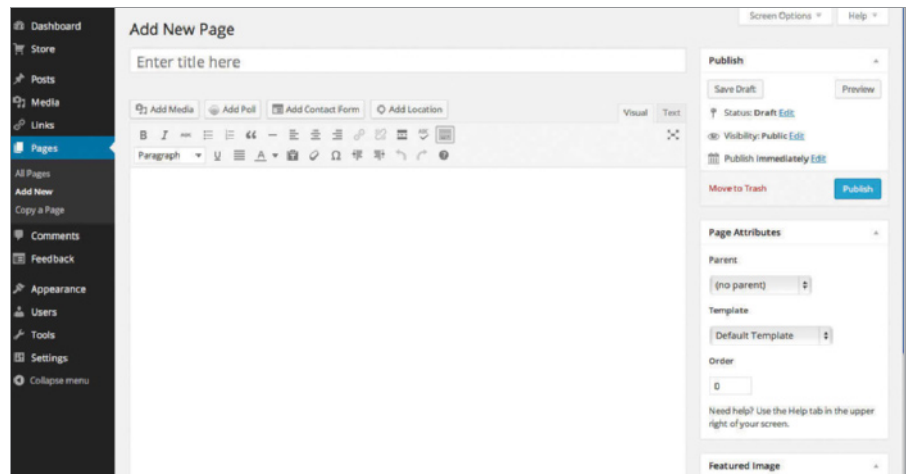 Screen Options
Help
Dashboard
Store
Posts
Media
Links
Pages
All Pages
Add New
Copy a Page
Comments
Feedback
Appearance
Users
Tools
Settings
Collapse menu
Add New Page
Enter title here
Add Media Add Poll Add Contact Form Add Location
Visual Text
B I ABC
Paragraph U A Ω
Publish
Save Draft Preview
Status: Draft Edit
Visibility: Public Edit
Publish immediately Edit
Move to Trash Publish
Page Attributes
Parent
(no parent)
Template
Default Template
Order
0
Need help? Use the Help tab in the upper
right of your screen.
Featured Image